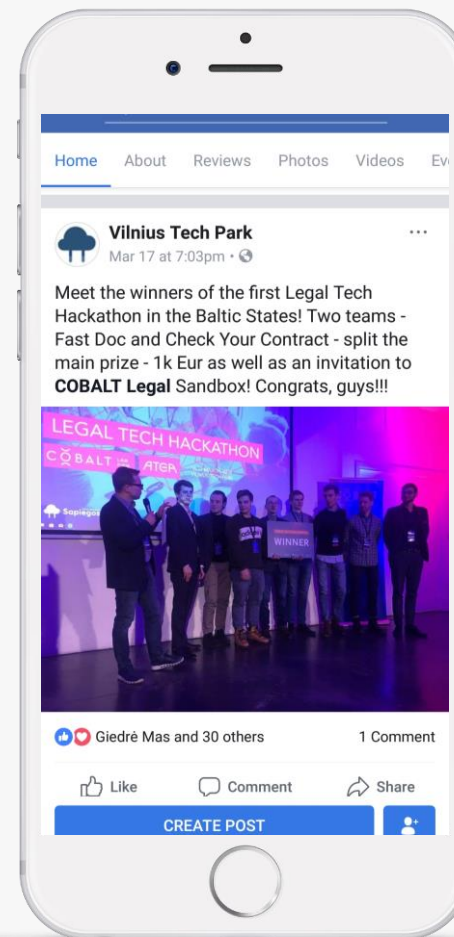 Home About Reviews Photos Videos Ev
Vilnius Tech Park
Mar 17 at 7:03pm
Meet the winners of the first Legal Tech
Hackathon in the Baltic States! Two teams -
Fast Doc and Check Your Contract - split the
main prize - 1k Eur as well as an invitation to
COBALT Legal Sandbox! Congrats, guys!!!
LEGAL TECH HACKATHON
COBALT ATEA
WINNER
Giedrė Mas and 30 others 1 Comment
Like Comment Share
CREATE POST